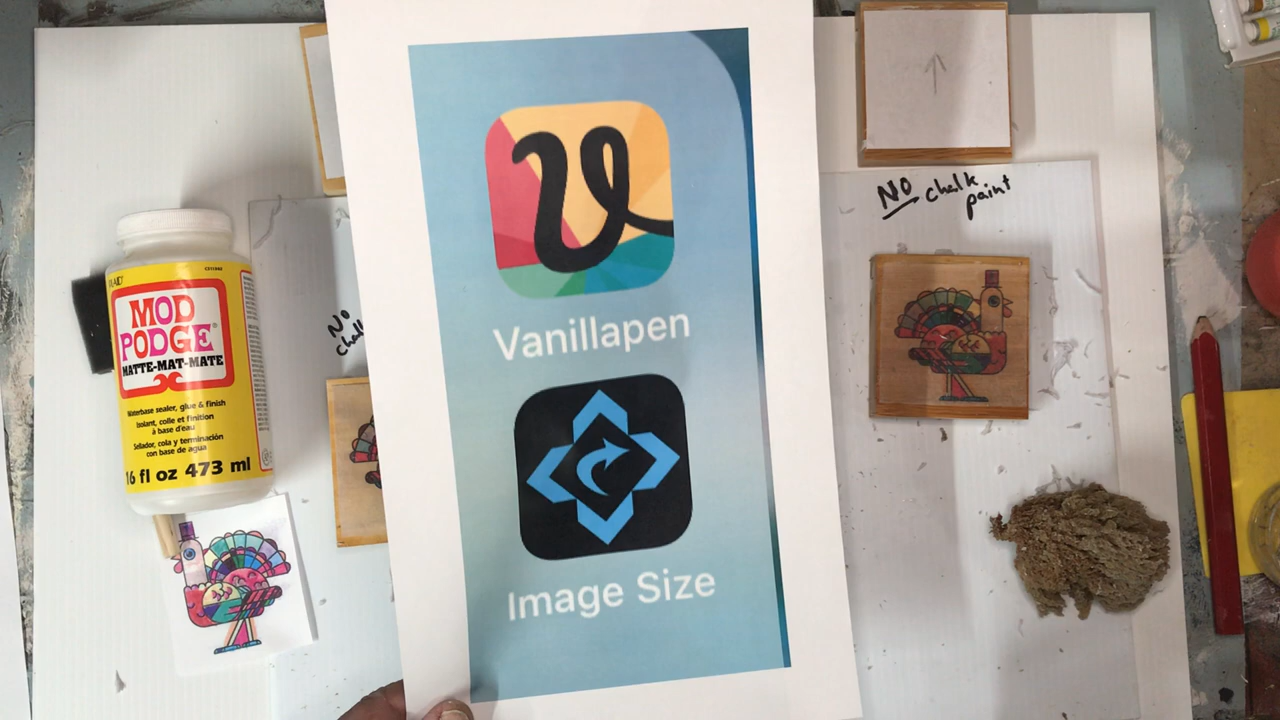 Vanillapen
Image Size
MOD
PODGE
MATTE-MAT-MATE
Waterbase sealer, glue & finish
Isolant, colle et finition
à base d'eau
Sellador, cola y terminación
con base de agua
16 fl oz 473 ml
No
NO chalk
paint